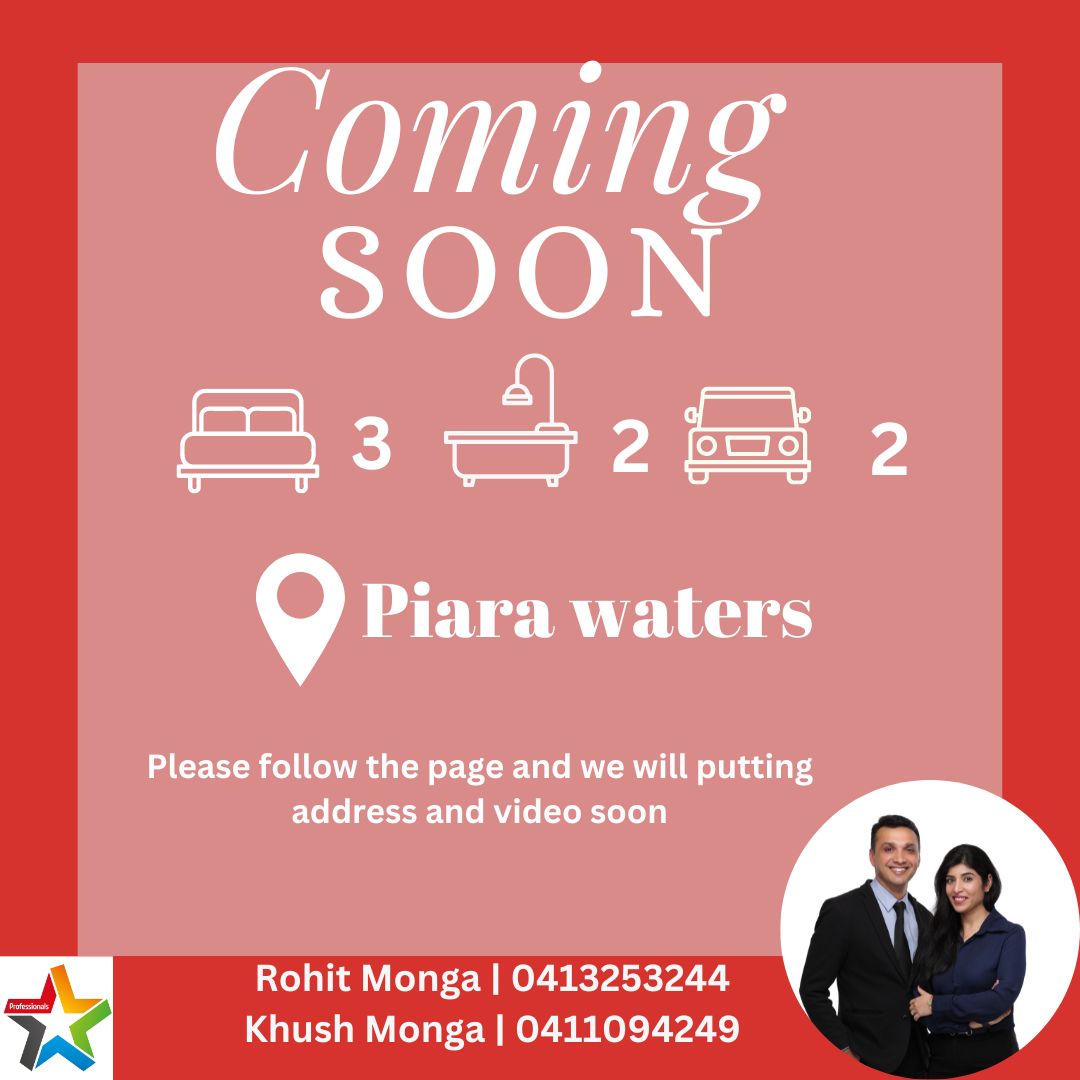 Coming
SOON
3 2 2
Piara waters
Please follow the page and we will putting
address and video soon
Professionals
Rohit Monga | 0413253244
Khush Monga | 0411094249